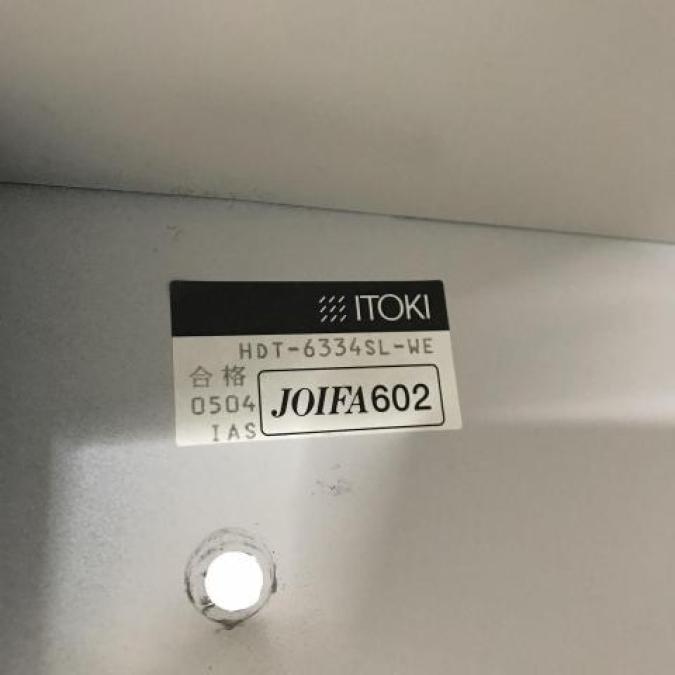 ITOKI
HDT-6334SL-WE
合格
0504 JOIFA602
IAS